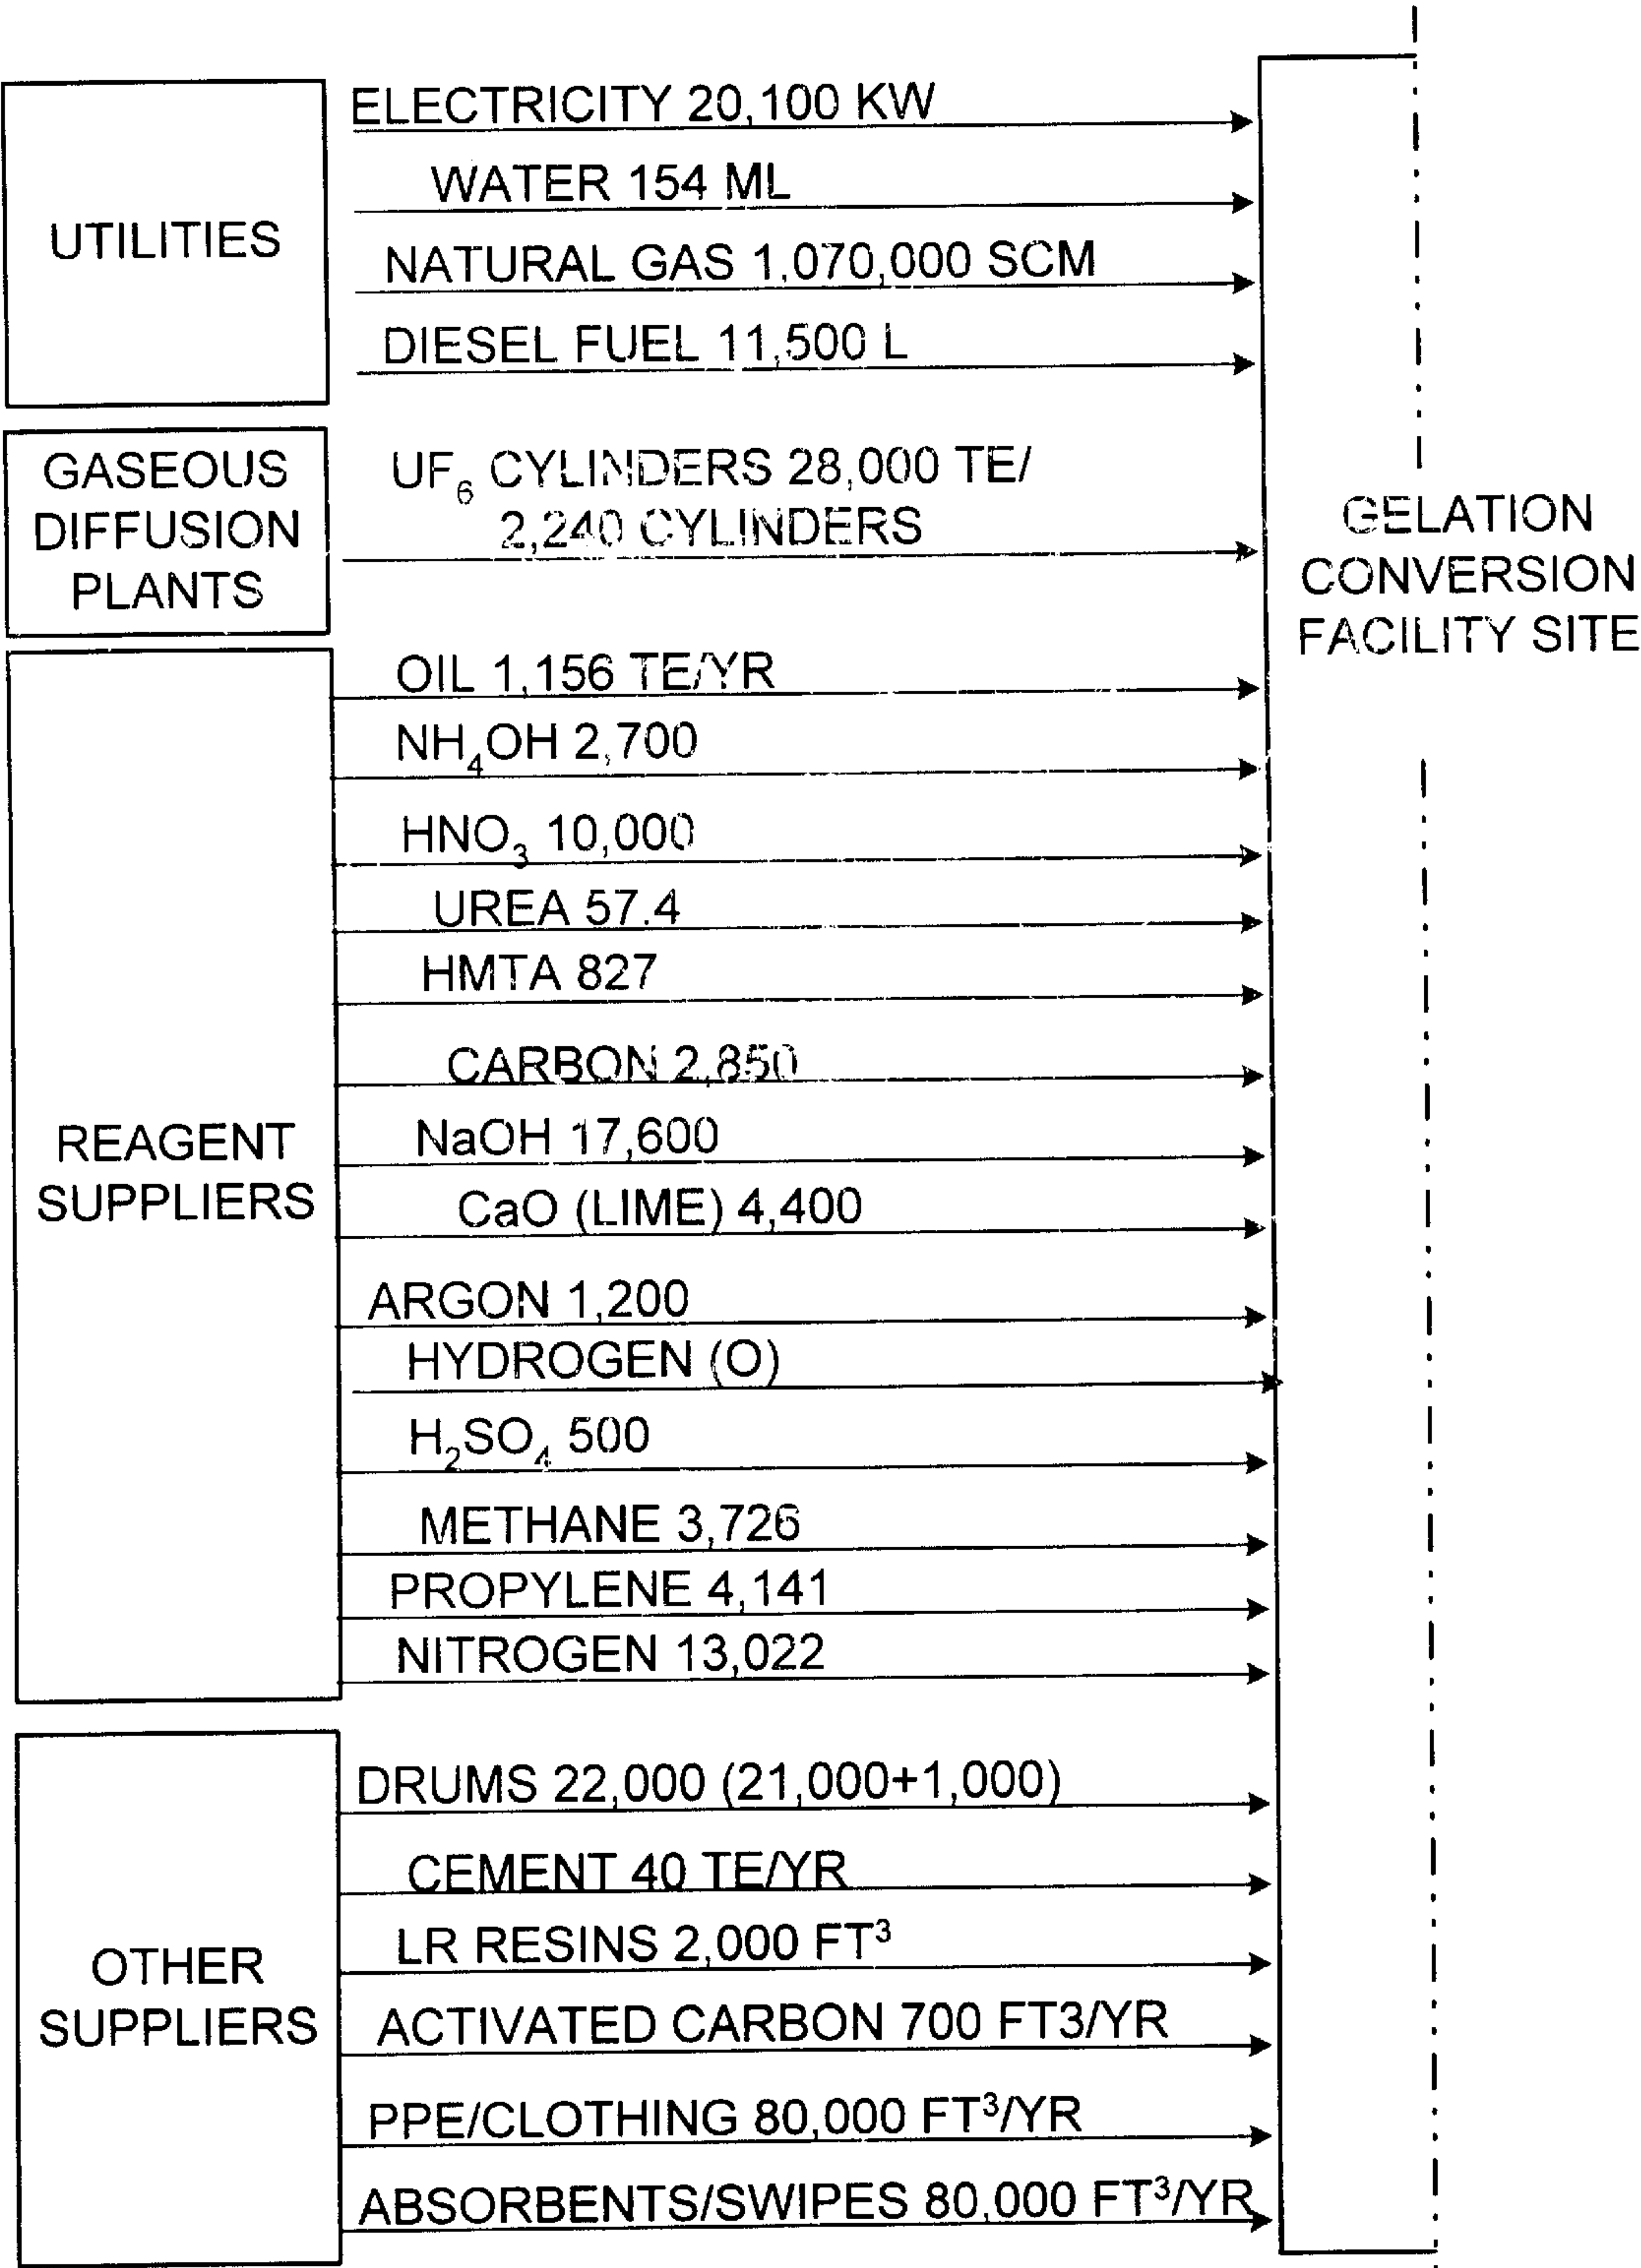 UTILITIES
ELECTRICITY 20,100 KW
WATER 154 ML
NATURAL GAS 1,070,000 SCM
DIESEL FUEL 11,500 L
GASEOUS
DIFFUSION
PLANTS
UF₆ CYLINDERS 28,000 TE/
2,240 CYLINDERS
GELATION
CONVERSION
FACILITY SITE
REAGENT
SUPPLIERS
OIL 1,156 TE/YR
NH₄OH 2,700
HNO₃ 10,000
UREA 57.4
HMTA 827
CARBON 2,850
NaOH 17,600
CaO (LIME) 4,400
ARGON 1,200
HYDROGEN (O)
H₂SO₄ 500
METHANE 3,726
PROPYLENE 4,141
NITROGEN 13,022
OTHER
SUPPLIERS
DRUMS 22,000 (21,000+1,000)
CEMENT 40 TE/YR
LR RESINS 2,000 FT³
ACTIVATED CARBON 700 FT3/YR
PPE/CLOTHING 80,000 FT³/YR
ABSORBENTS/SWIPES 80,000 FT³/YR